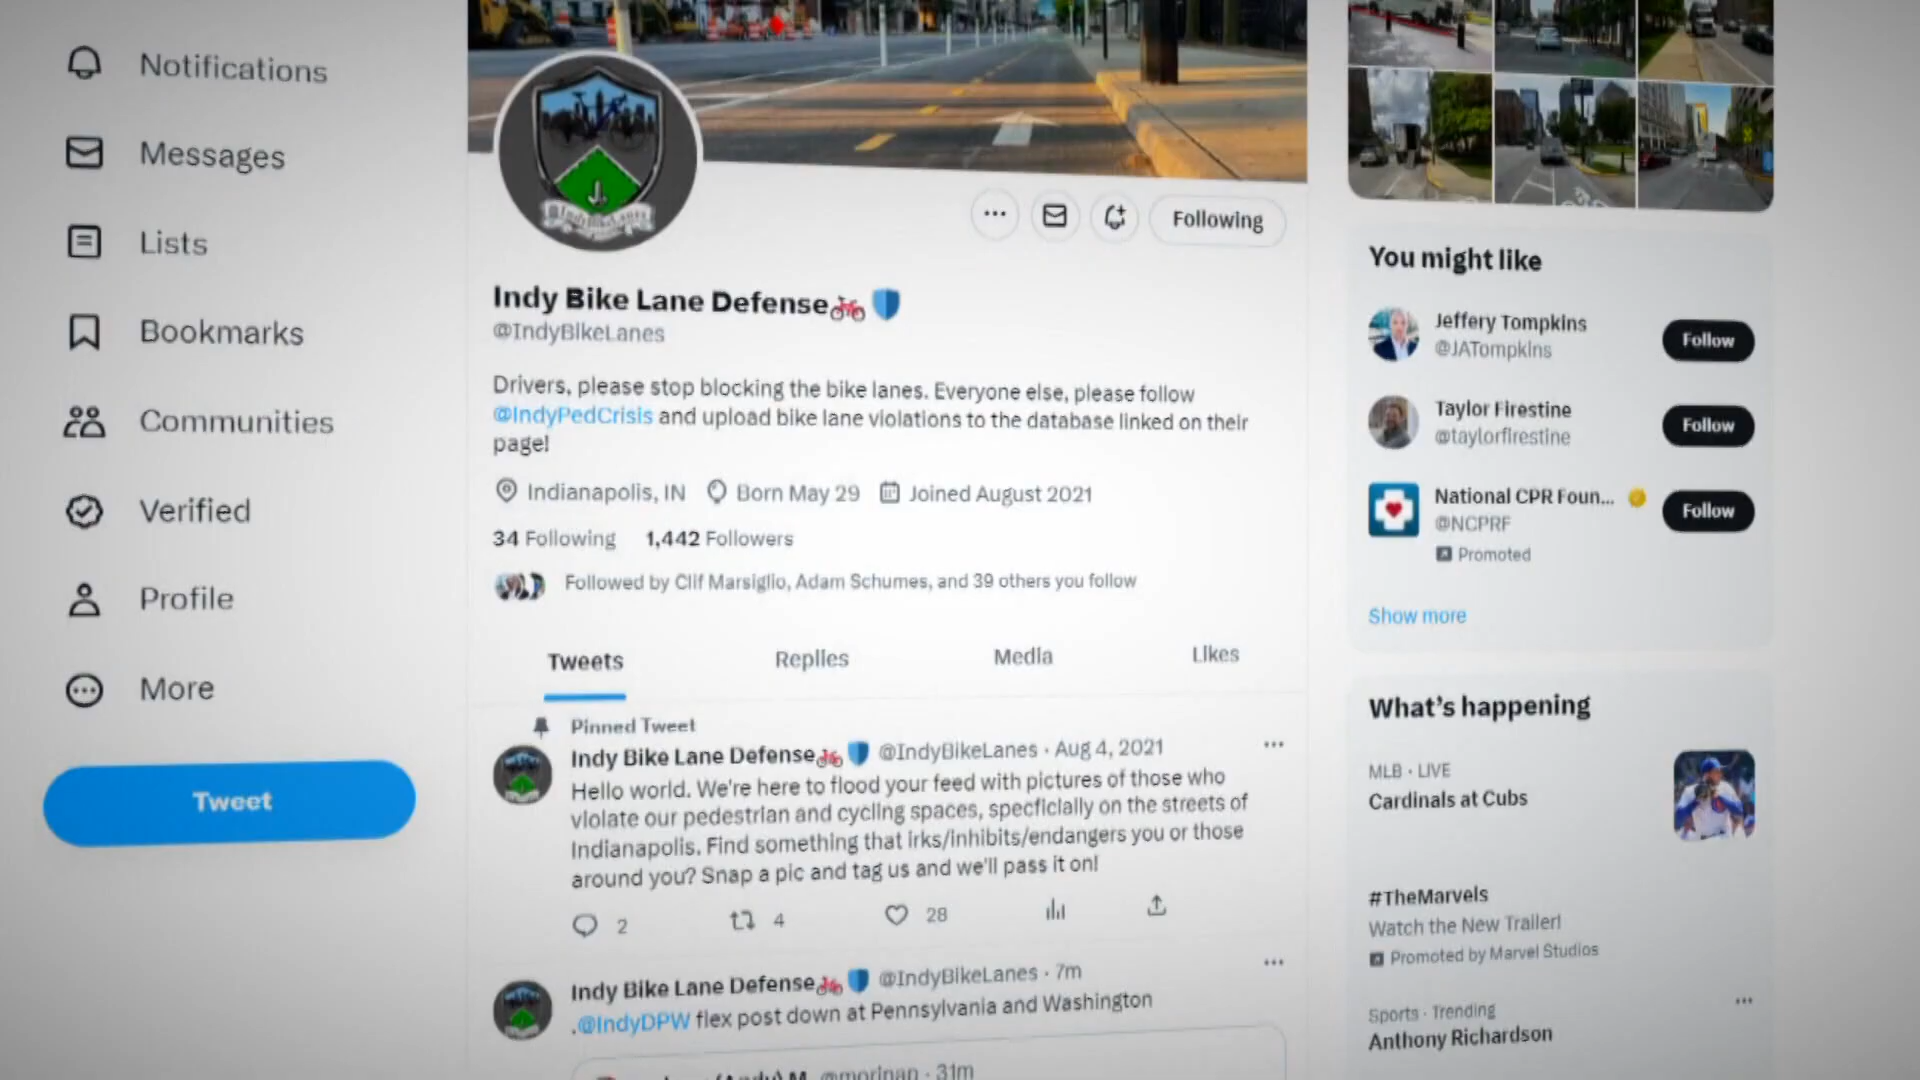 Notifications
Messages
Lists
Bookmarks
Communities
Verified
Profile
More
Tweet
@IndyBikeLanes
Following
Indy Bike Lane Defense
@IndyBikeLanes
Drivers, please stop blocking the bike lanes. Everyone else, please follow
@IndyPedCrisis and upload bike lane violations to the database linked on their
page!
Indianapolis, IN Born May 29 Joined August 2021
34 Following 1,442 Followers
Followed by Clif Marsiglio, Adam Schumes, and 39 others you follow
Tweets Replies Media Likes
Pinned Tweet
Indy Bike Lane Defense @IndyBikeLanes · Aug 4, 2021
Hello world. We're here to flood your feed with pictures of those who
violate our pedestrian and cycling spaces, specficially on the streets of
Indianapolis. Find something that irks/inhibits/endangers you or those
around you? Snap a pic and tag us and we'll pass it on!
2 4 28
Indy Bike Lane Defense @IndyBikeLanes · 7m
.@IndyDPW flex post down at Pennsylvania and Washington
@morinan · 31m
You might like
Jeffery Tompkins
@JATompkins
Follow
Taylor Firestine
@taylorfirestine
Follow
National CPR Foun...
@NCPRF
Promoted
Follow
Show more
What's happening
MLB · LIVE
Cardinals at Cubs
#TheMarvels
Watch the New Trailer!
Promoted by Marvel Studios
Sports · Trending
Anthony Richardson